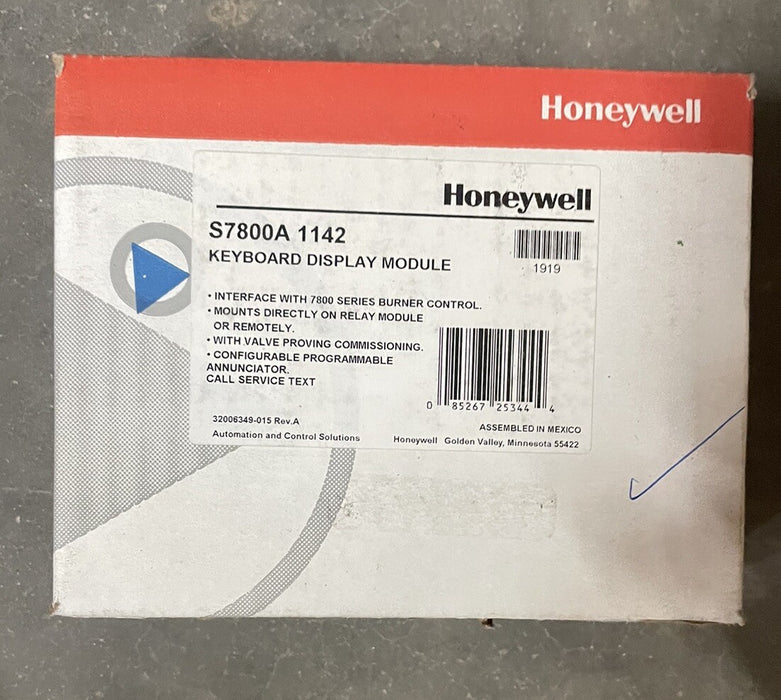 Honeywell
Honeywell
S7800A 1142
KEYBOARD DISPLAY MODULE
1919
• INTERFACE WITH 7800 SERIES BURNER CONTROL.
• MOUNTS DIRECTLY ON RELAY MODULE
OR REMOTELY.
• WITH VALVE PROVING COMMISSIONING.
• CONFIGURABLE PROGRAMMABLE
ANNUNCIATOR.
CALL SERVICE TEXT
0 85267 25344 4
32006349-015 Rev.A
ASSEMBLED IN MEXICO
Automation and Control Solutions Honeywell Golden Valley, Minnesota 55422